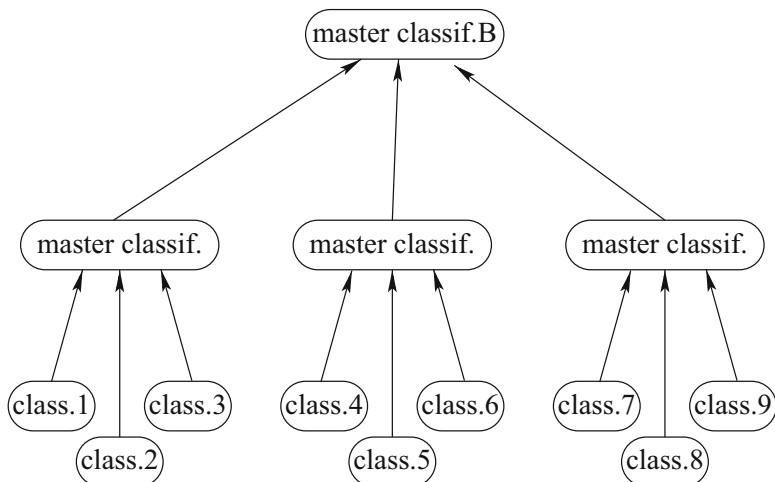 master classif.B
master classif.
master classif.
master classif.
class.1
class.3
class.4
class.6
class.7
class.9
class.2
class.5
class.8